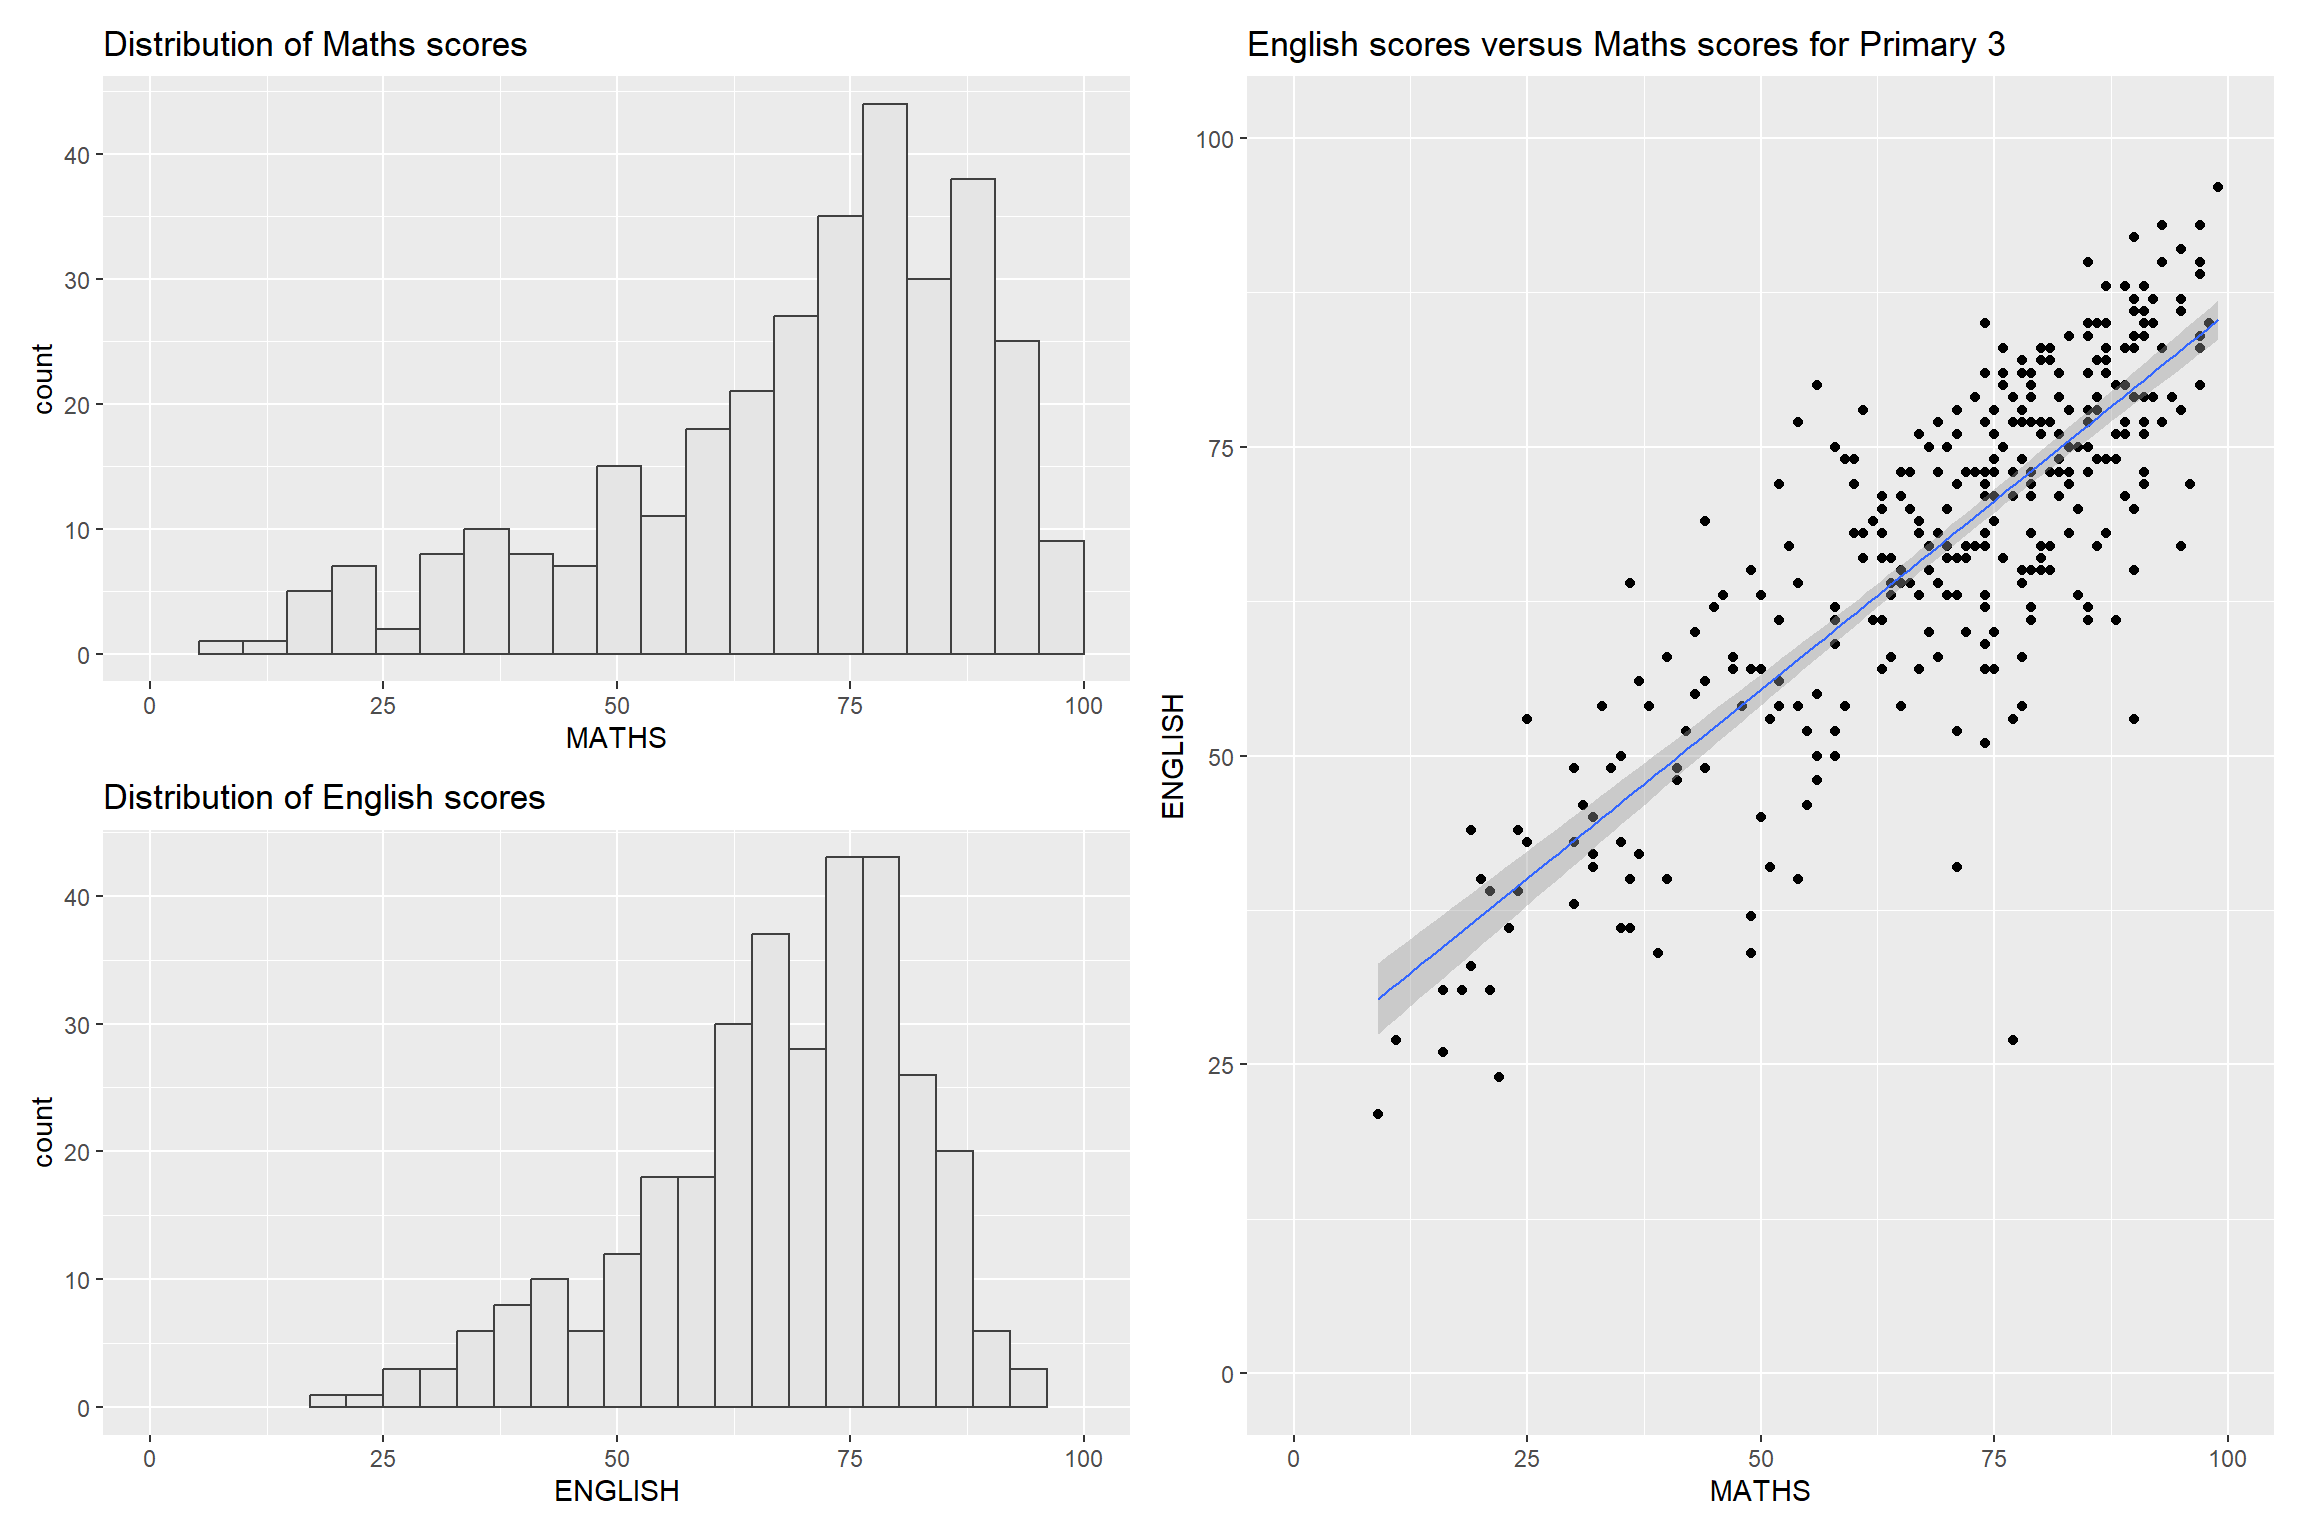 Distribution of Maths scores
40
30
20
10
0
count
0 25 50 75 100
MATHS
Distribution of English scores
40
30
20
10
0
count
0 25 50 75 100
ENGLISH
English scores versus Maths scores for Primary 3
100
75
50
25
0
ENGLISH
0 25 50 75 100
MATHS